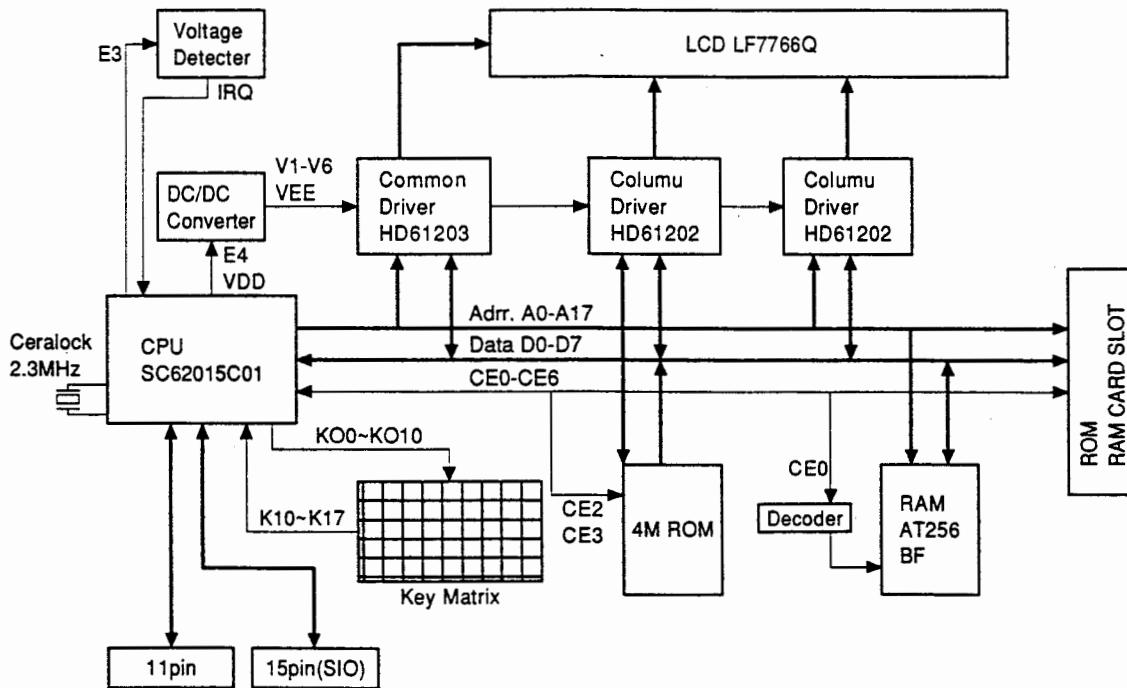 Voltage
Detecter
E3
IRQ
LCD LF7766Q
DC/DC
Converter
V1-V6
VEE
Common
Driver
HD61203
Columu
Driver
HD61202
Columu
Driver
HD61202
E4
VDD
Ceralock
2.3MHz
CPU
SC62015C01
Adrr. A0-A17
Data D0-D7
CE0-CE6
ROM
RAM CARD SLOT
KO0~KO10
K10~K17
Key Matrix
CE2
CE3
4M ROM
CE0
Decoder
RAM
AT256
BF
11pin
15pin(SIO)